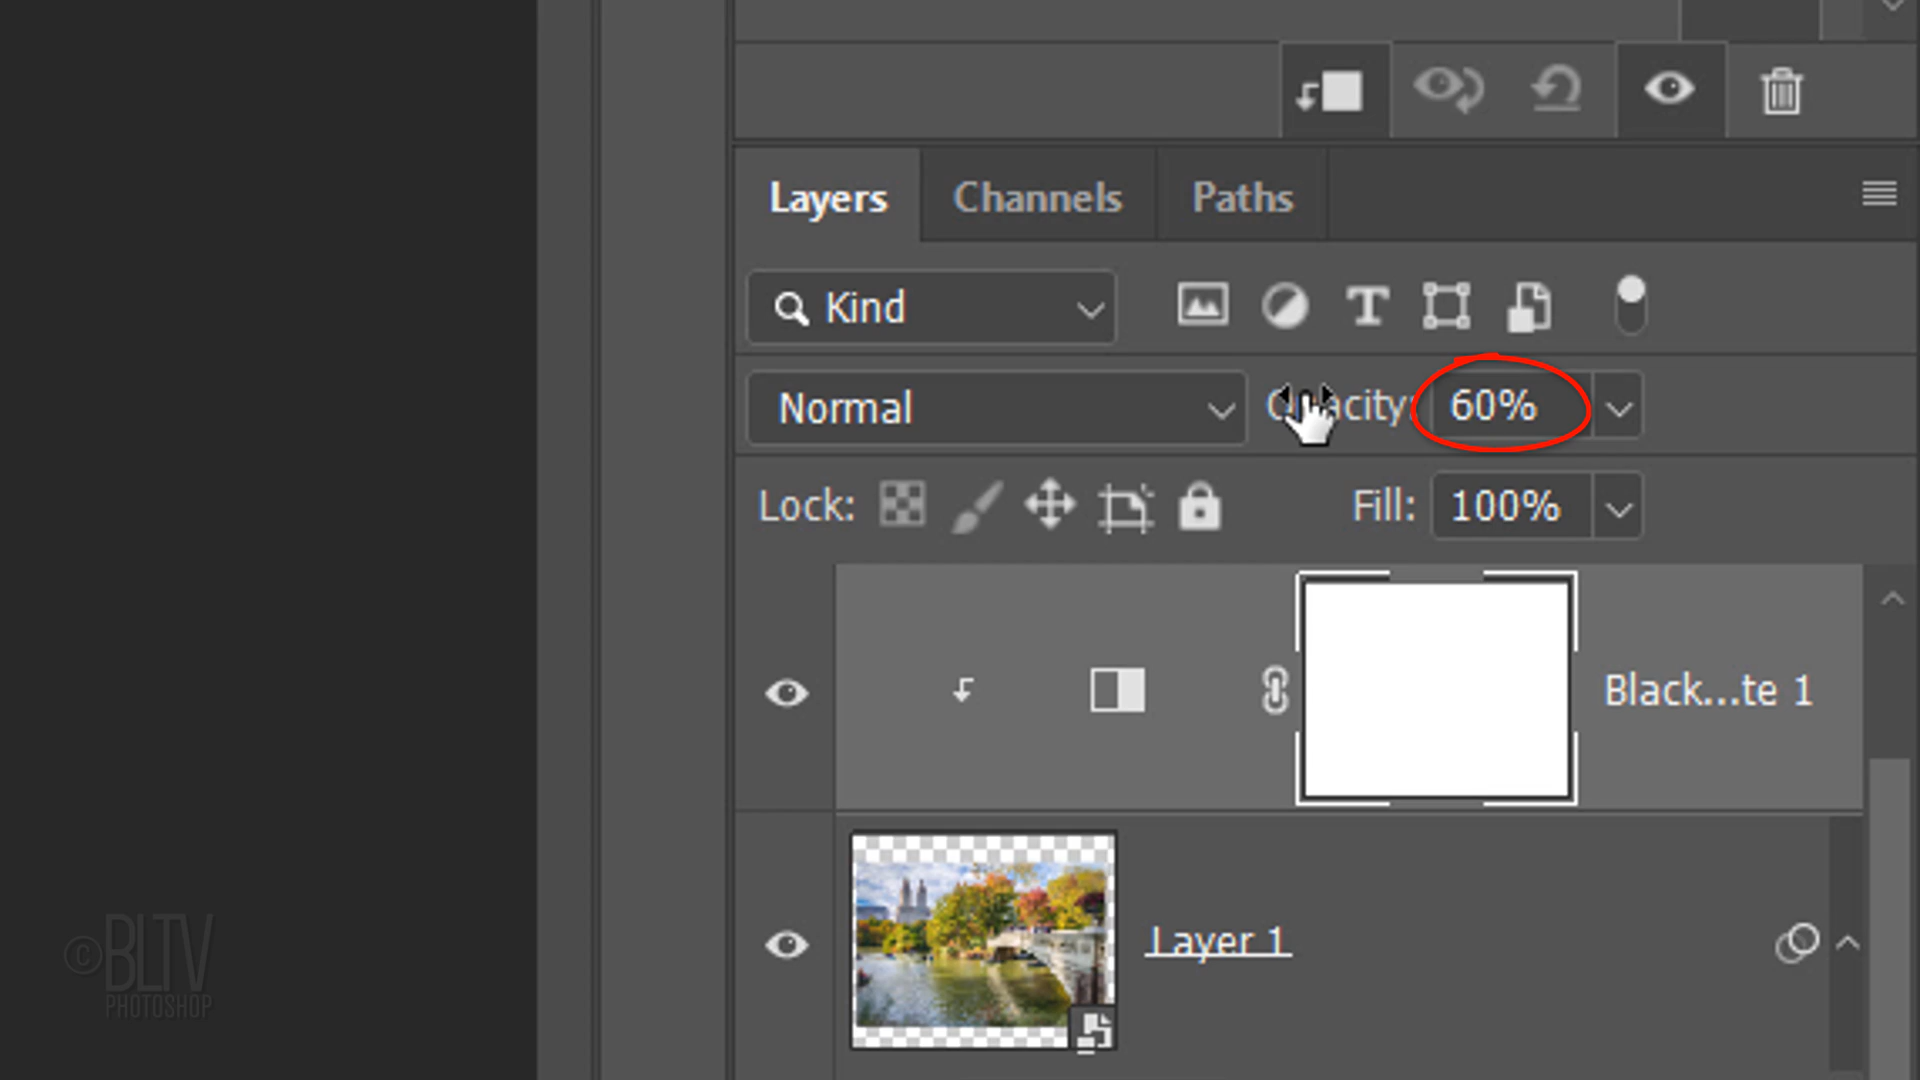 Layers Channels Paths
Kind
Normal Opacity: 60%
Lock: Fill: 100%
Black...te 1
Layer 1
©BLTV
PHOTOSHOP